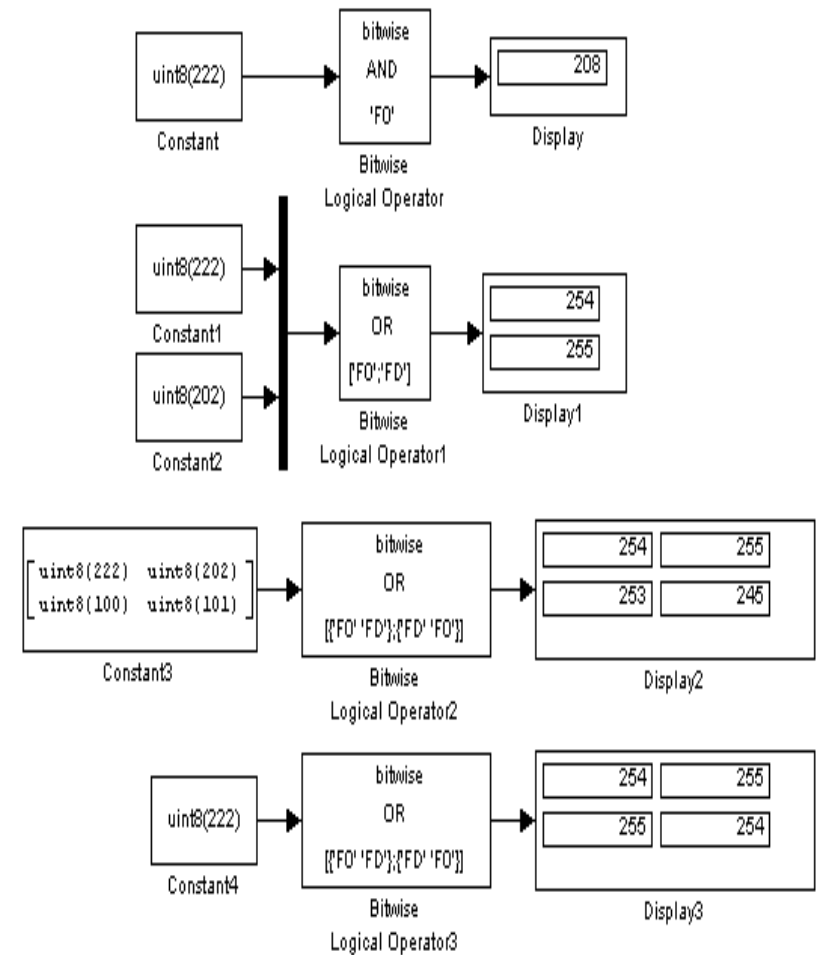 uint8(222)
Constant
bitwise
AND
'F0'
Bitwise
Logical Operator
208
Display
uint8(222)
Constant1
uint8(202)
Constant2
bitwise
OR
['F0';'FD']
Bitwise
Logical Operator1
254
255
Display1
uint8(222) uint8(202)
uint8(100) uint8(101)
Constant3
bitwise
OR
[{'F0' 'FD'};{'FD' 'F0'}]
Bitwise
Logical Operator2
254 255
253 245
Display2
uint8(222)
Constant4
bitwise
OR
[{'F0' 'FD'};{'FD' 'F0'}]
Bitwise
Logical Operator3
254 255
255 254
Display3